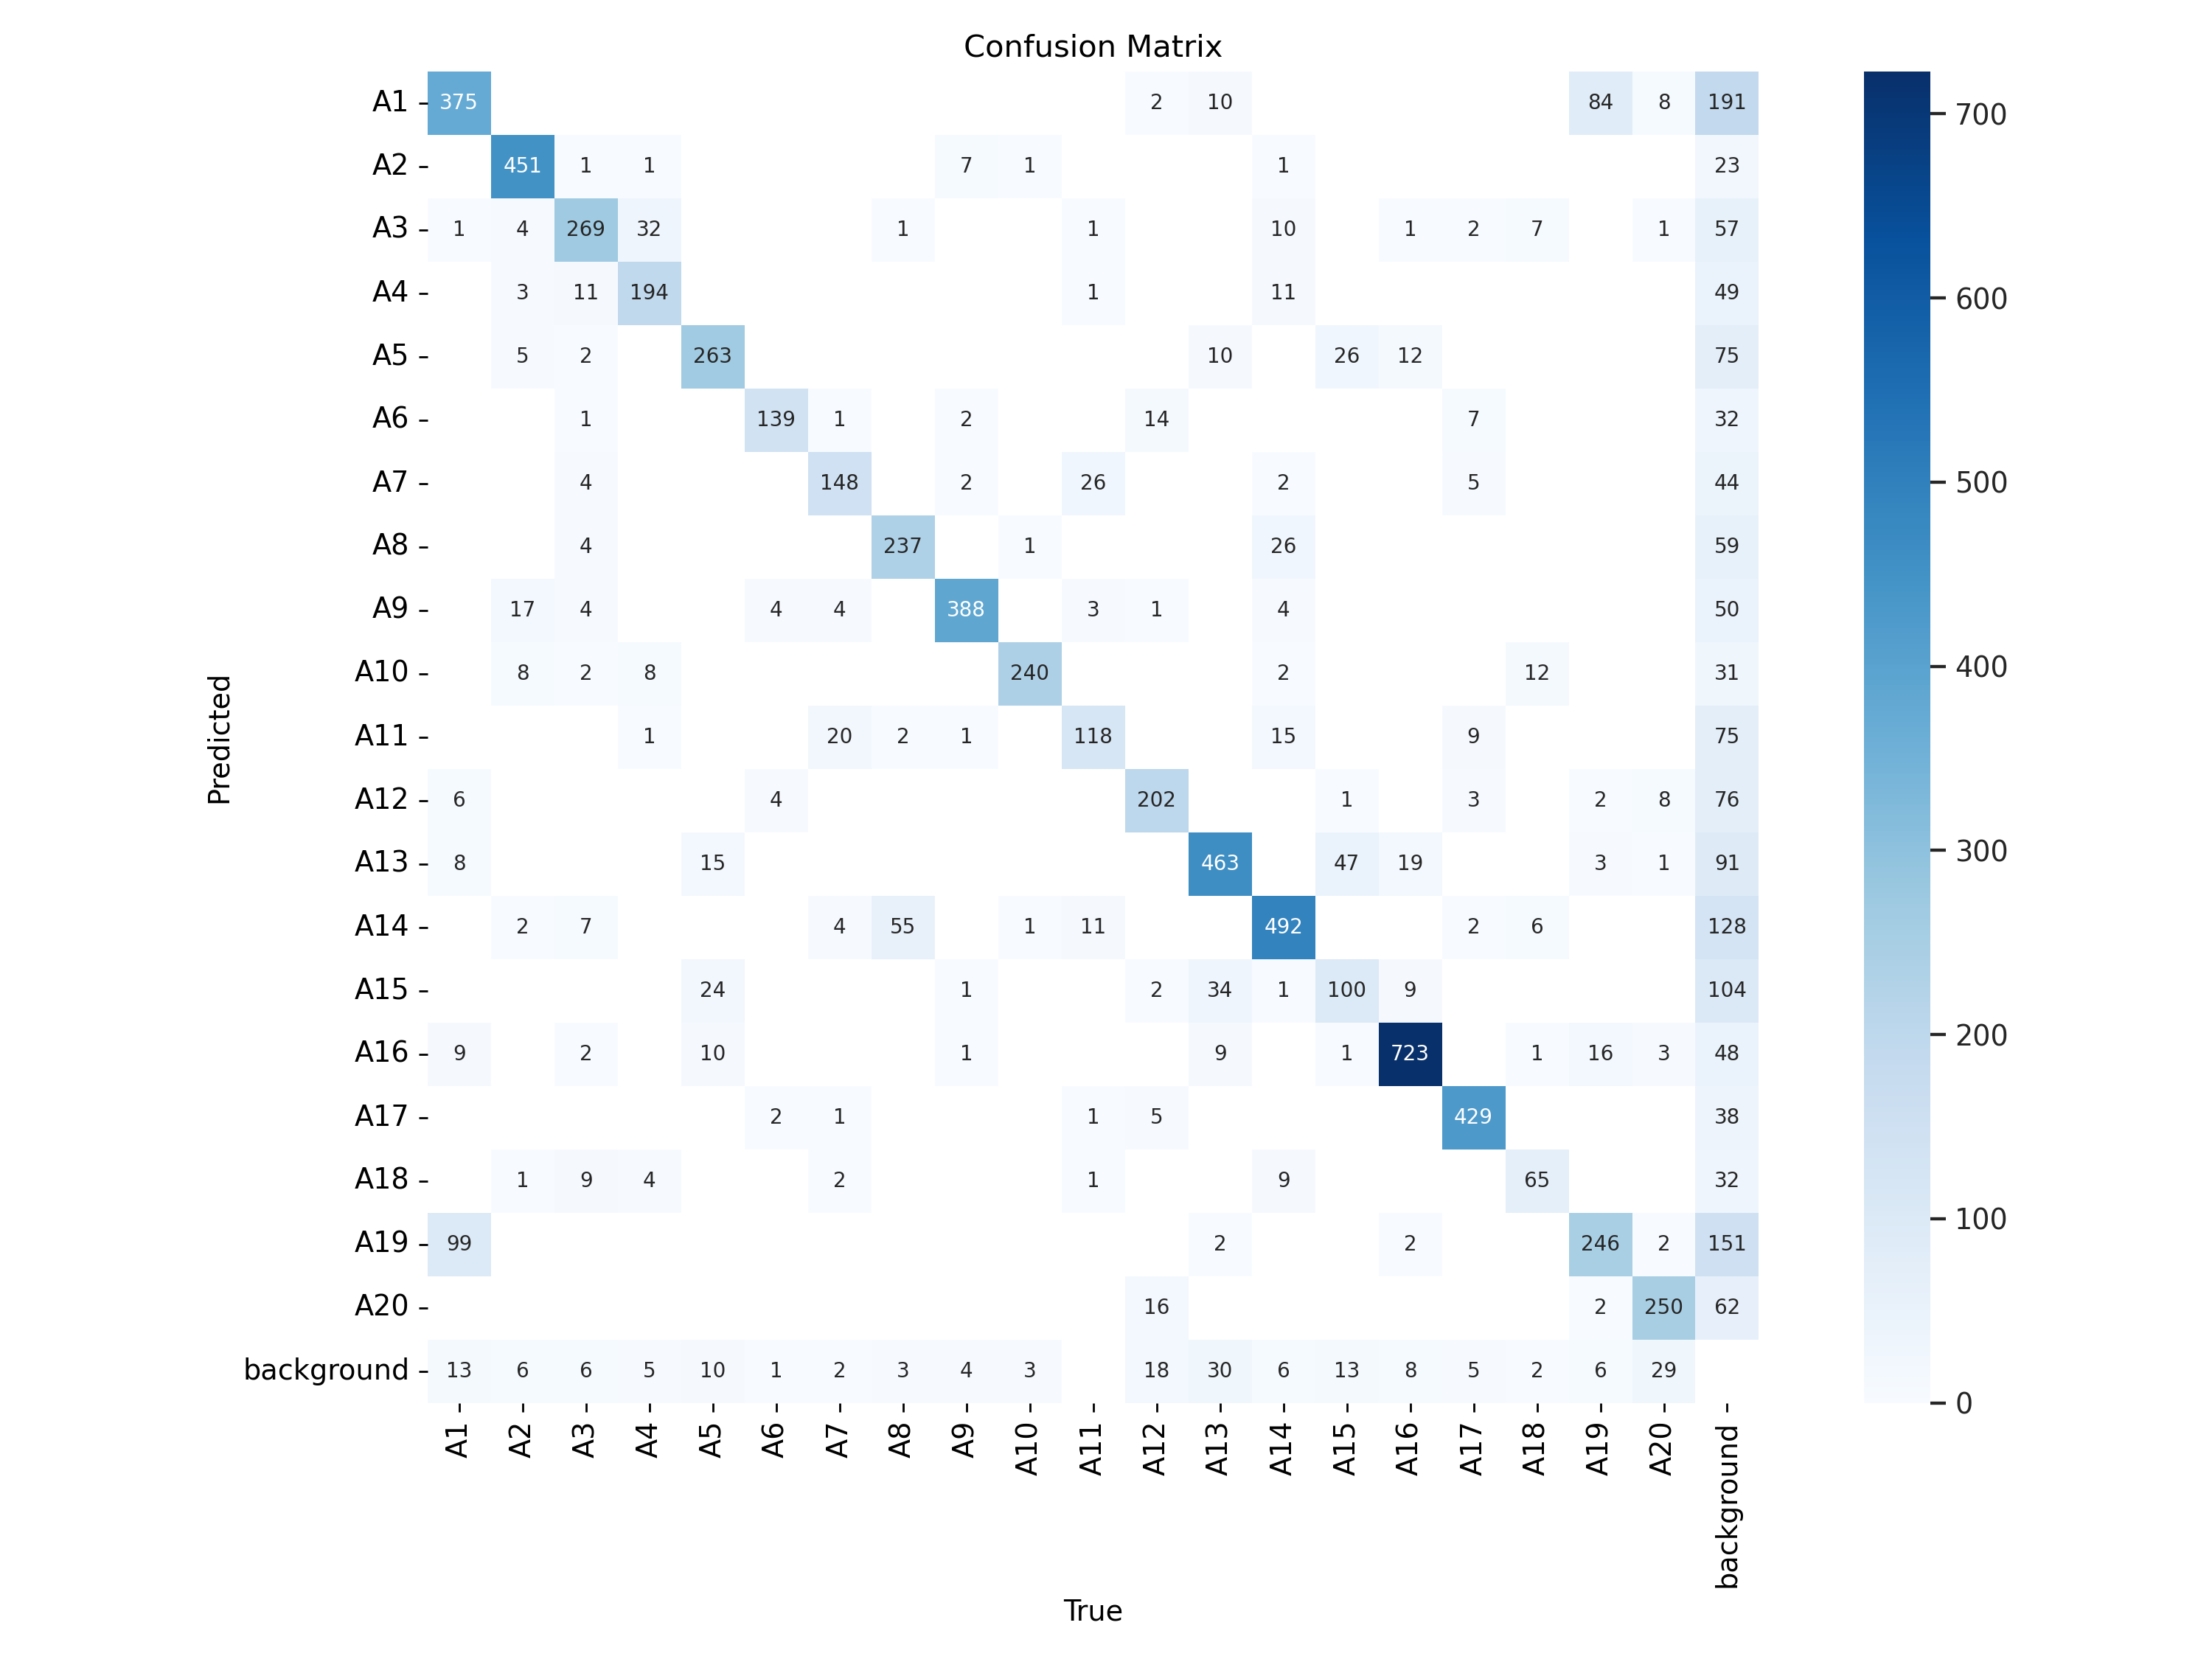 Confusion Matrix
A1 375 2 10 84 8 191
A2 451 1 1 7 1 1 23
A3 1 4 269 32 1 1 10 1 2 7 1 57
A4 3 11 194 1 11 49
A5 5 2 263 10 26 12 75
A6 1 139 1 2 14 7 32
A7 4 148 2 26 2 5 44
A8 4 237 1 26 59
A9 17 4 4 4 388 3 1 4 50
A10 8 2 8 240 2 12 31
A11 1 20 2 1 118 15 9 75
A12 6 4 202 1 3 2 8 76
A13 8 15 463 47 19 3 1 91
A14 2 7 4 55 1 11 492 2 6 128
A15 24 1 2 34 1 100 9 104
A16 9 2 10 1 9 1 723 1 16 3 48
A17 2 1 1 5 429 38
A18 1 9 4 2 1 9 65 32
A19 99 2 2 246 2 151
A20 16 2 250 62
background 13 6 6 5 10 1 2 3 4 3 18 30 6 13 8 5 2 6 29
A1 A2 A3 A4 A5 A6 A7 A8 A9 A10 A11 A12 A13 A14 A15 A16 A17 A18 A19 A20 background
True
Predicted
700
600
500
400
300
200
100
0